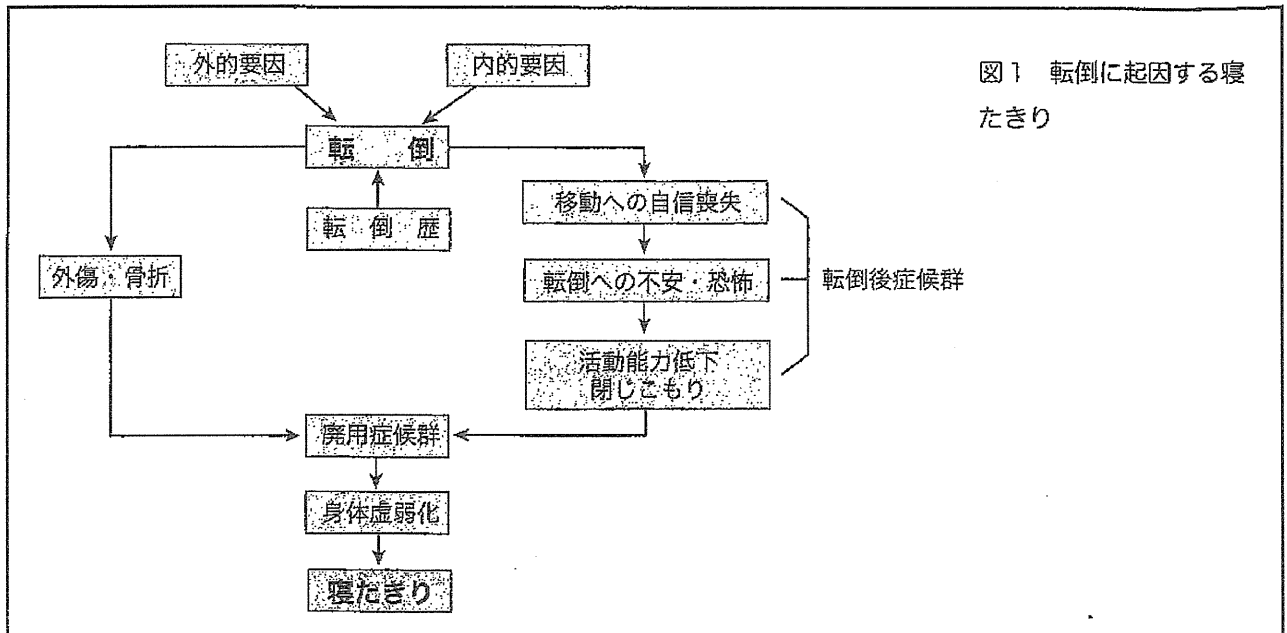 外的要因
内的要因
図1 転倒に起因する寝
たきり
転 倒
移動への自信喪失
転 倒 歴
外傷・骨折
転倒への不安・恐怖
転倒後症候群
活動能力低下
閉じこもり
廃用症候群
身体虚弱化
寝たきり